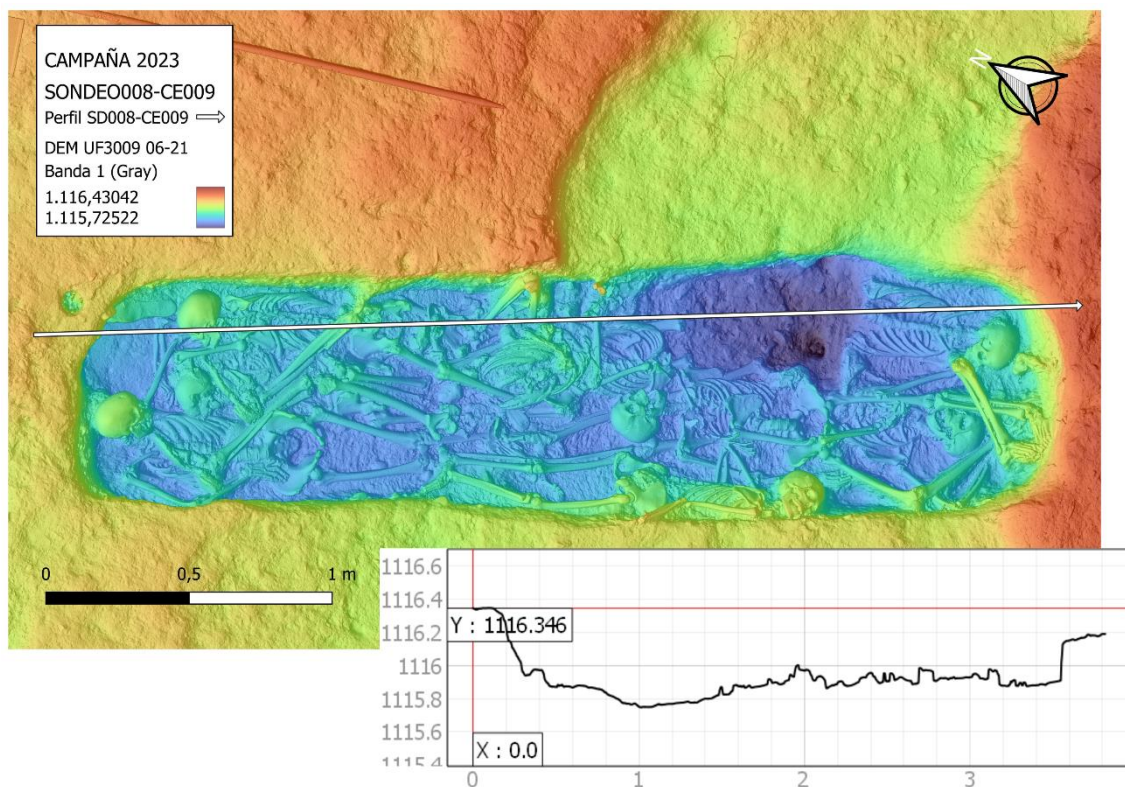 CAMPAÑA 2023
SONDEO008-CE009
Perfil SD008-CE009
DEM UF3009 06-21
Banda 1 (Gray)
1.116,43042
1.115,72522
N
0 0,5 1 m
1116.6
1116.4
Y : 1116.346
1116.2
1116
1115.8
1115.6
X : 0.0
1115.4
0 1 2 3